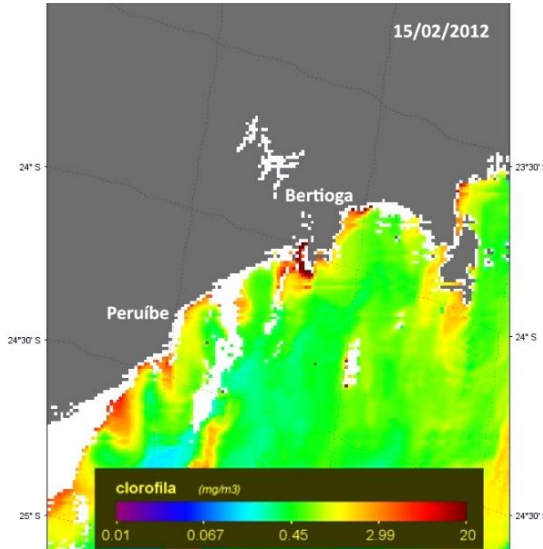 15/02/2012
24° S
23°30' S
Bertioga
Peruíbe
24°30' S
24° S
clorofila (mg/m3)
25° S
24°30' S
0.01 0.067 0.45 2.99 20